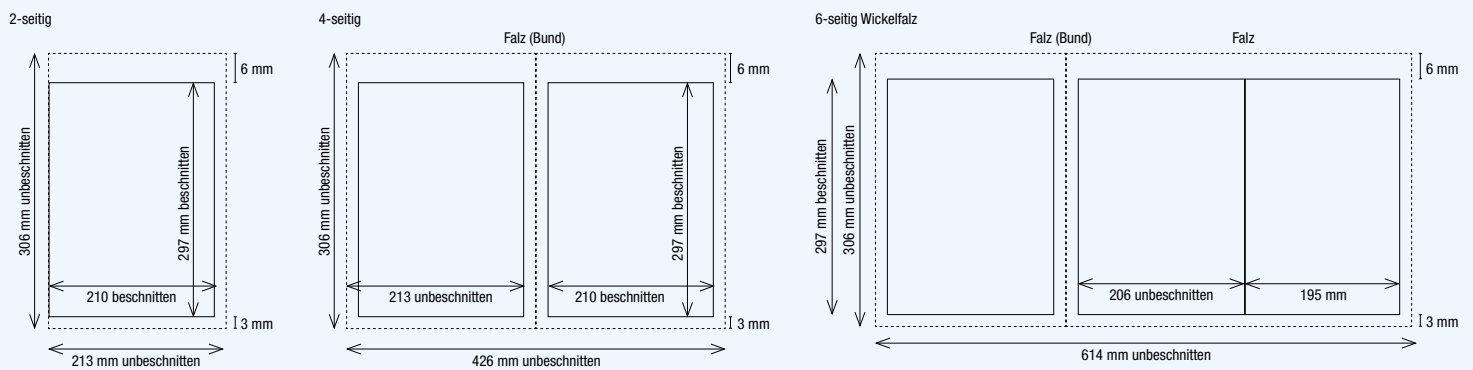 2-seitig
306 mm unbeschnitten
297 mm beschnitten
210 beschnitten
6 mm
3 mm
213 mm unbeschnitten
4-seitig
Falz (Bund)
306 mm unbeschnitten
213 unbeschnitten
297 mm beschnitten
210 beschnitten
6 mm
3 mm
426 mm unbeschnitten
6-seitig Wickelfalz
Falz (Bund)
Falz
297 mm beschnitten
306 mm unbeschnitten
206 unbeschnitten
195 mm
6 mm
3 mm
614 mm unbeschnitten